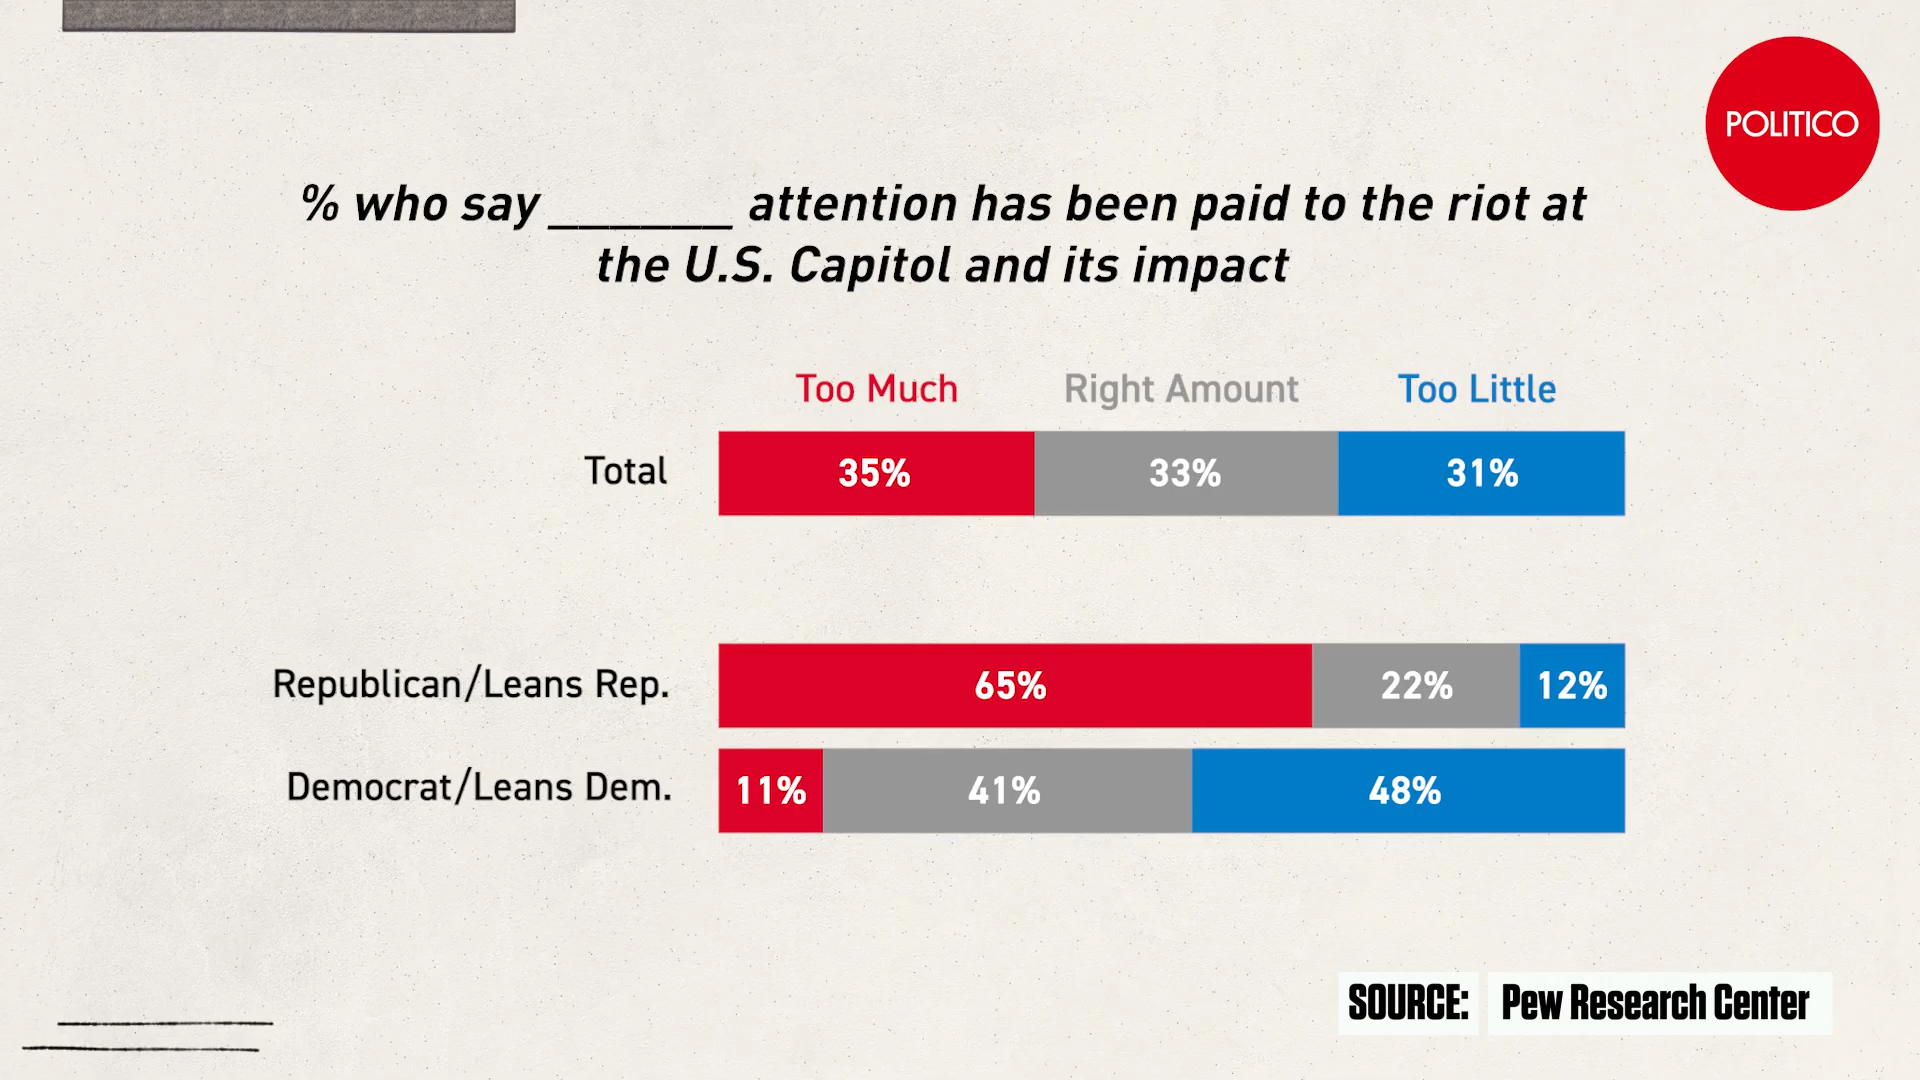 POLITICO
% who say ______ attention has been paid to the riot at
the U.S. Capitol and its impact
Too Much Right Amount Too Little
Total 35% 33% 31%
Republican/Leans Rep. 65% 22% 12%
Democrat/Leans Dem. 11% 41% 48%
SOURCE: Pew Research Center